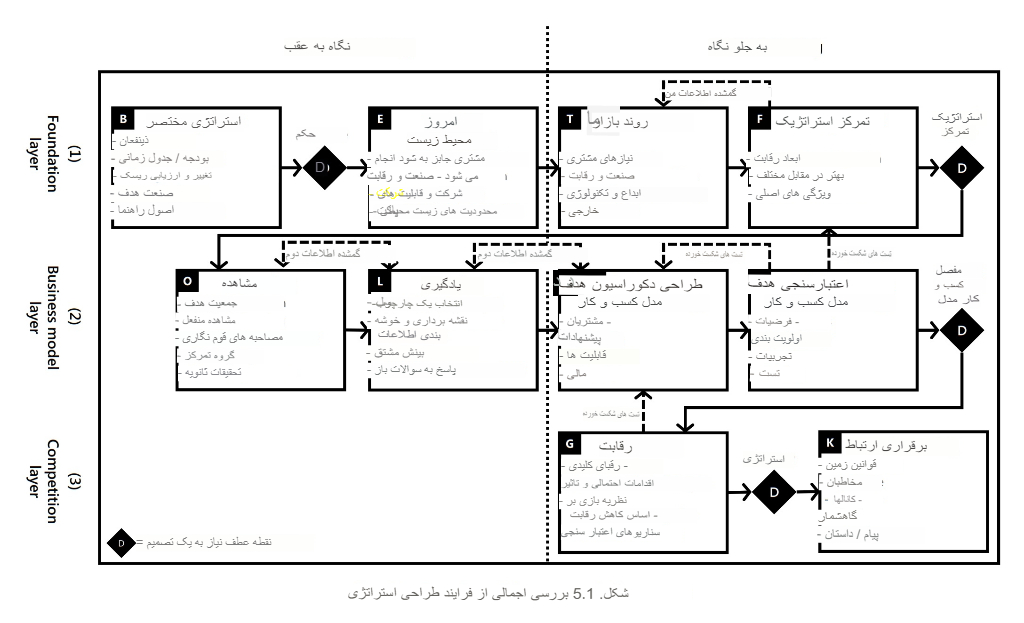 نگاه به عقب
به جلو نگاه
Foundation layer
(1)
B
استراتژی مختصر
- ذینفعان
- بودجه / جدول زمانی
- تغییر و ارزیابی ریسک
- صنعت هدف
- اصول راهنما
حکم
D
E
امروز
محیط زیست
مشتری جایز به شود انجام -
می شود - صنعت و رقابت
شرکت و قابلیت های -
محدودیت های زیست محیطی
T
روند بازار
- نیازهای مشتری
- صنعت و رقابت
- ابداع و تکنولوژی
- خارجی
گمشده اطلاعات من
F
تمرکز استراتژیک
- ابعاد رقابت
- بهتر در مقابل مختلف
- ویژگی های اصلی
استراتژیک
تمرکز
D
Business model layer
(2)
O
مشاهده
- جمعیت هدف
- مشاهده منفعل
مصاحبه های قوم نگاری
- گروه تمرکز
- تحقیقات ثانویه
گمشده اطلاعات دوم
L
یادگیری
انتخاب یک چارچوب
نقشه برداری و خوشه -
بندی اطلاعات
- بینش مشتق
- پاسخ به سوالات باز
گمشده اطلاعات دوم
طراحی دکوراسیون هدف
مدل کسب و کار
- مشتریان -
پیشنهادات
- قابلیت ها
- مالی
تست های شکست خورده
اعتبارسنجی هدف
مدل کسب و کار
- فرضیات -
اولویت بندی
- تجربیات
- تست
تست های شکست خورده
مفصل
کسب و
کار مدل
D
Competition layer
(3)
تست های شکست خورده
G
رقابت
- رقبای کلیدی -
اقدامات احتمالی و تاثیر
نظریه بازی بر -
اساس کاهش رقابت -
سناریوهای اعتبار سنجی
استراتژی
D
K
برقراری ارتباط
- قوانین زمین
- مخاطبان
- کانالها -
گاهشمار
- پیام / داستان
D
= نقطه عطف نیاز به یک تصمیم
شکل. 5.1 بررسی اجمالی از فرایند طراحی استراتژی